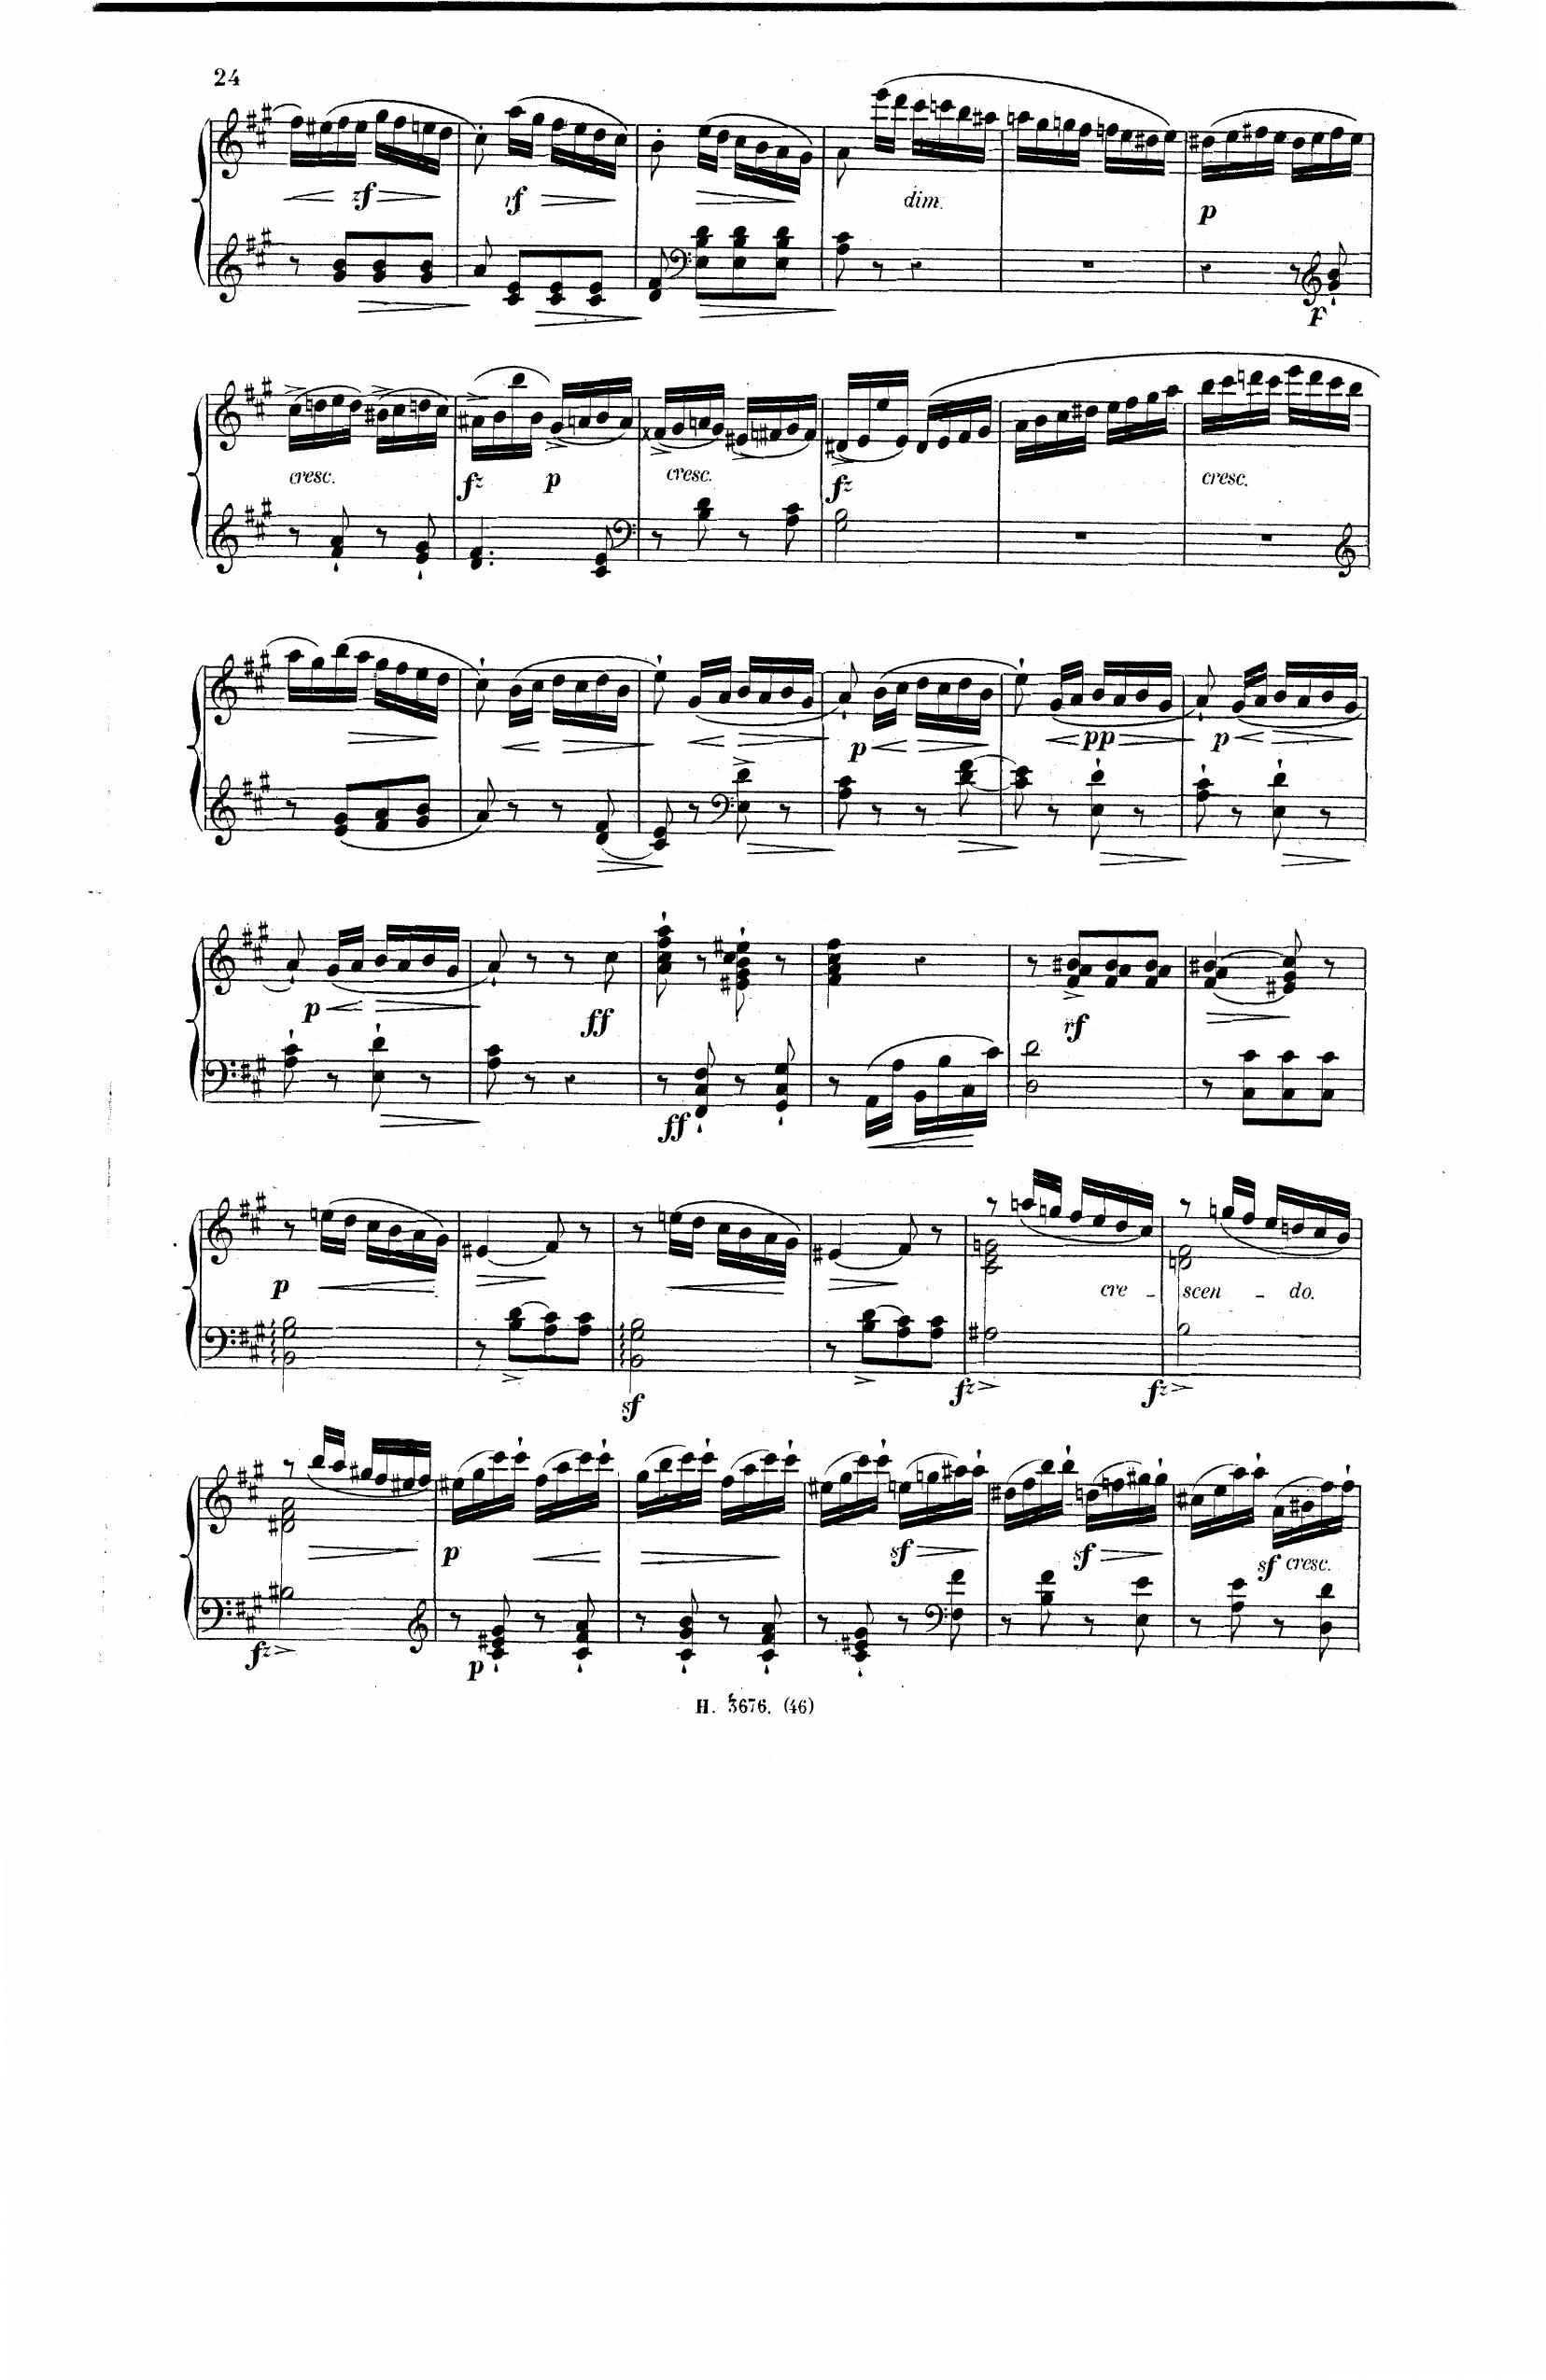 24
zf rf dim. p f
cresc. fz p cresc. fz cresc.
p pp p
p ff rf
ff
p cre - scen - do.
sf fz fz
p sf sf sf cresc.
fz p
H. 3676. (46)